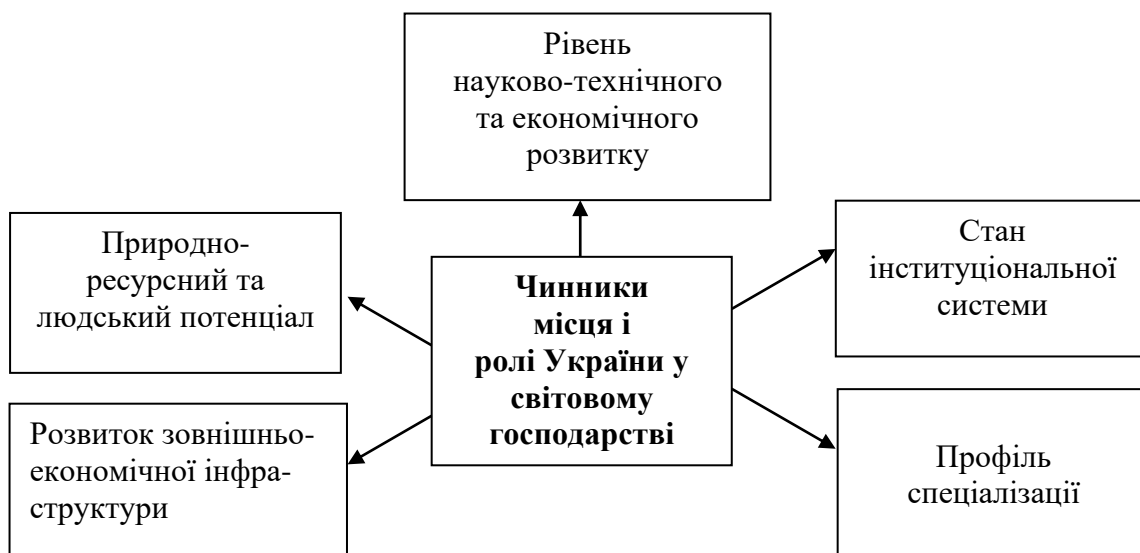 Рівень
науково-технічного
та економічного
розвитку
Природно-
ресурсний та
людський потенціал
Чинники
місця і
ролі України у
світовому
господарстві
Стан
інституціональної
системи
Розвиток зовнішньо-
економічної інфра-
структури
Профіль
спеціалізації